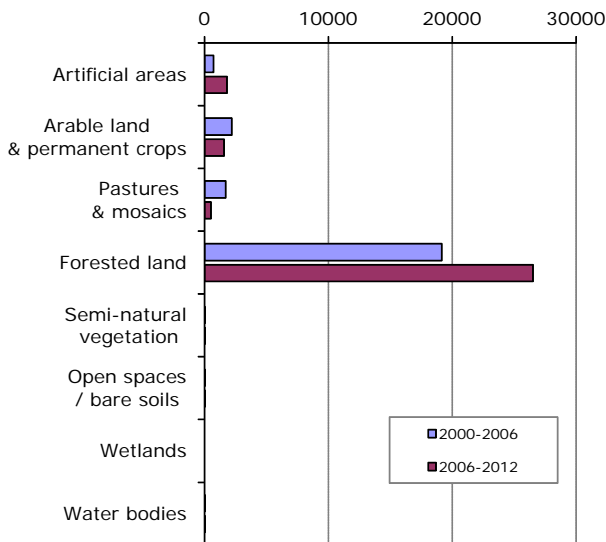 0 10000 20000 30000
Artificial areas
Arable land
& permanent crops
Pastures
& mosaics
Forested land
Semi-natural
vegetation
Open spaces
/ bare soils
Wetlands
Water bodies
2000-2006
2006-2012